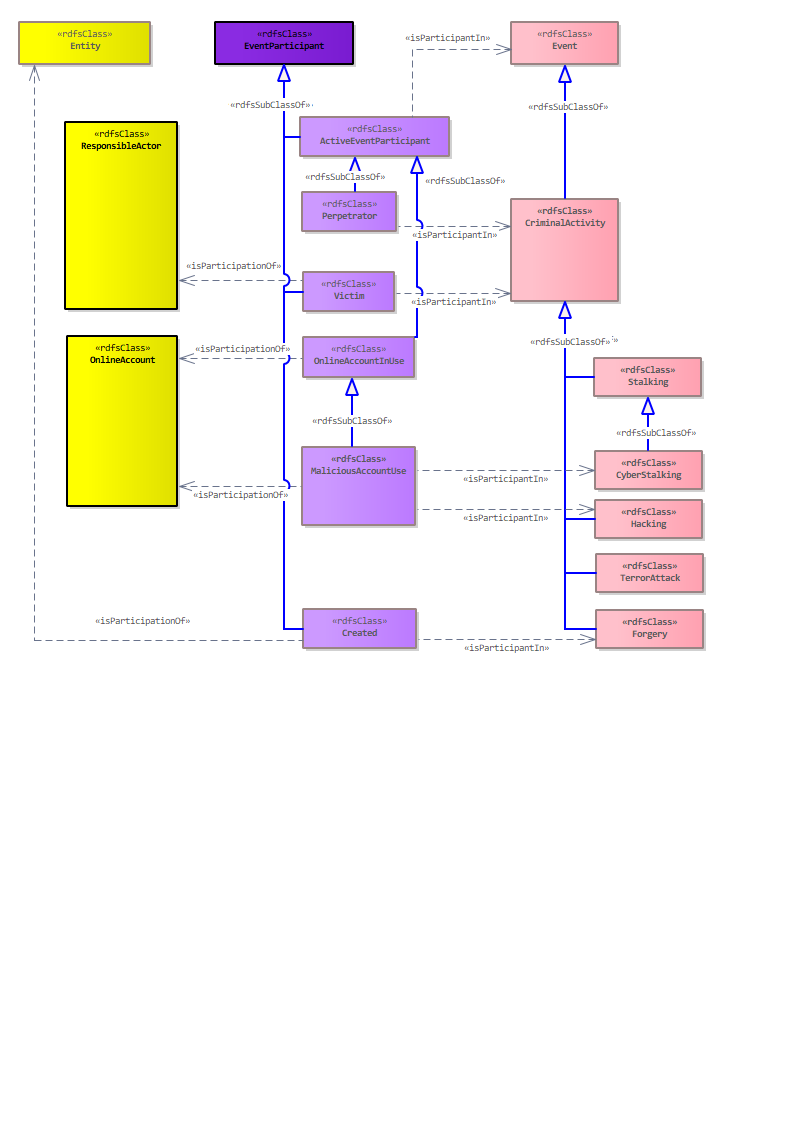 «rdfsClass»
Entity
«rdfsClass»
EventParticipant
«isParticipantIn»
«rdfsClass»
Event
«rdfsSubClassOf»
«rdfsSubClassOf»
«rdfsClass»
ResponsibleActor
«rdfsClass»
ActiveEventParticipant
«rdfsSubClassOf»
«rdfsSubClassOf»
«rdfsClass»
Perpetrator
«isParticipantIn»
«rdfsClass»
CriminalActivity
«isParticipationOf»
«rdfsClass»
Victim
«isParticipantIn»
«rdfsClass»
OnlineAccount
«isParticipationOf»
«rdfsClass»
OnlineAccountInUse
«rdfsSubClassOf»
«rdfsClass»
Stalking
«rdfsSubClassOf»
«rdfsSubClassOf»
«rdfsClass»
MaliciousAccountUse
«isParticipationOf»
«isParticipantIn»
«rdfsClass»
CyberStalking
«isParticipantIn»
«rdfsClass»
Hacking
«rdfsClass»
TerrorAttack
«isParticipationOf»
«rdfsClass»
Created
«isParticipantIn»
«rdfsClass»
Forgery